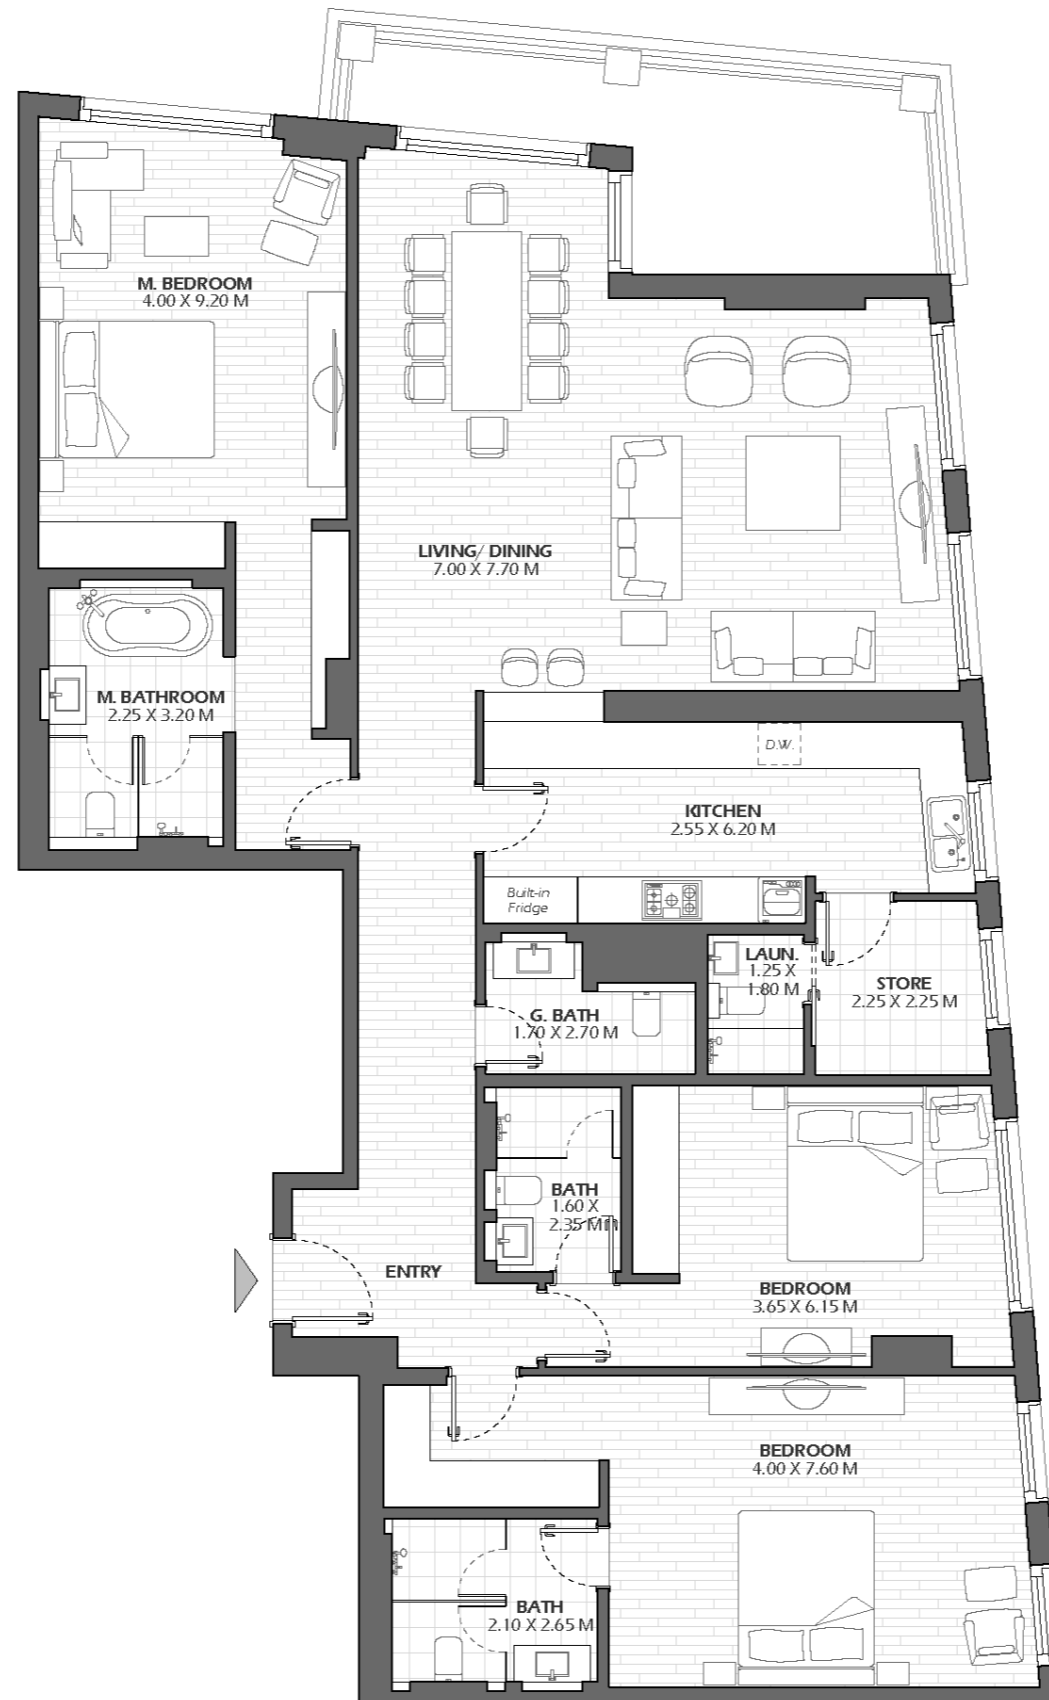 M. BEDROOM
4.00 X 9.20 M
LIVING/ DINING
7.00 X 7.70 M
M. BATHROOM
2.25 X 3.20 M
D.W.
KITCHEN
2.55 X 6.20 M
Built-in
Fridge
LAUN.
1.25 X
1.80 M
STORE
2.25 X 2.25 M
G. BATH
1.70 X 2.70 M
BATH
1.60 X
2.35 M
ENTRY
BEDROOM
3.65 X 6.15 M
BEDROOM
4.00 X 7.60 M
BATH
2.10 X 2.65 M